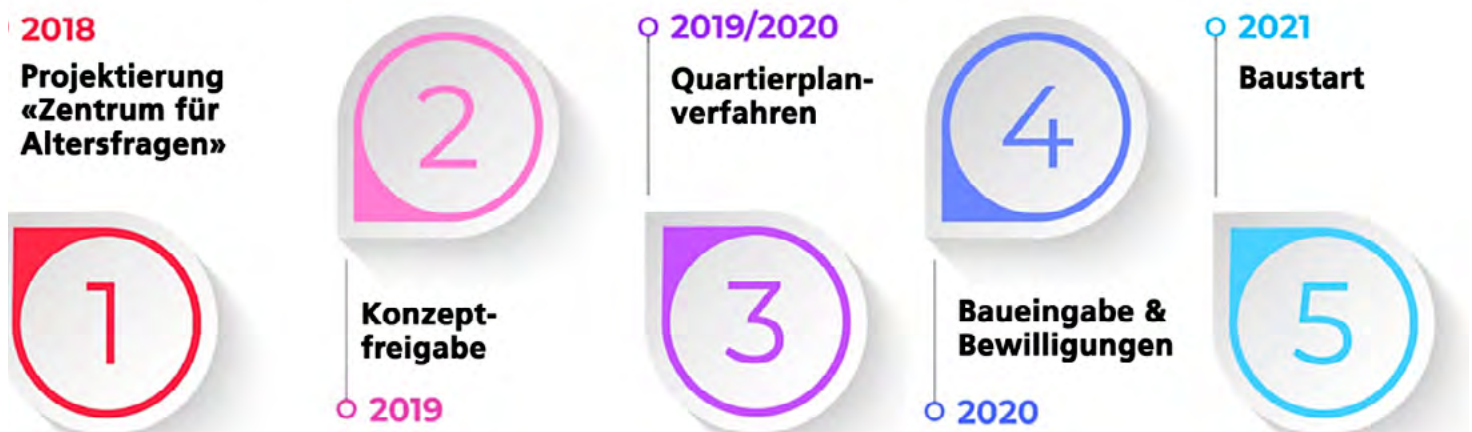 2018
Projektierung
«Zentrum für
Altersfragen»
1
2
Konzept-
freigabe
2019
2019/2020
Quartierplan-
verfahren
3
4
Baueingabe &
Bewilligungen
2020
2021
Baustart
5